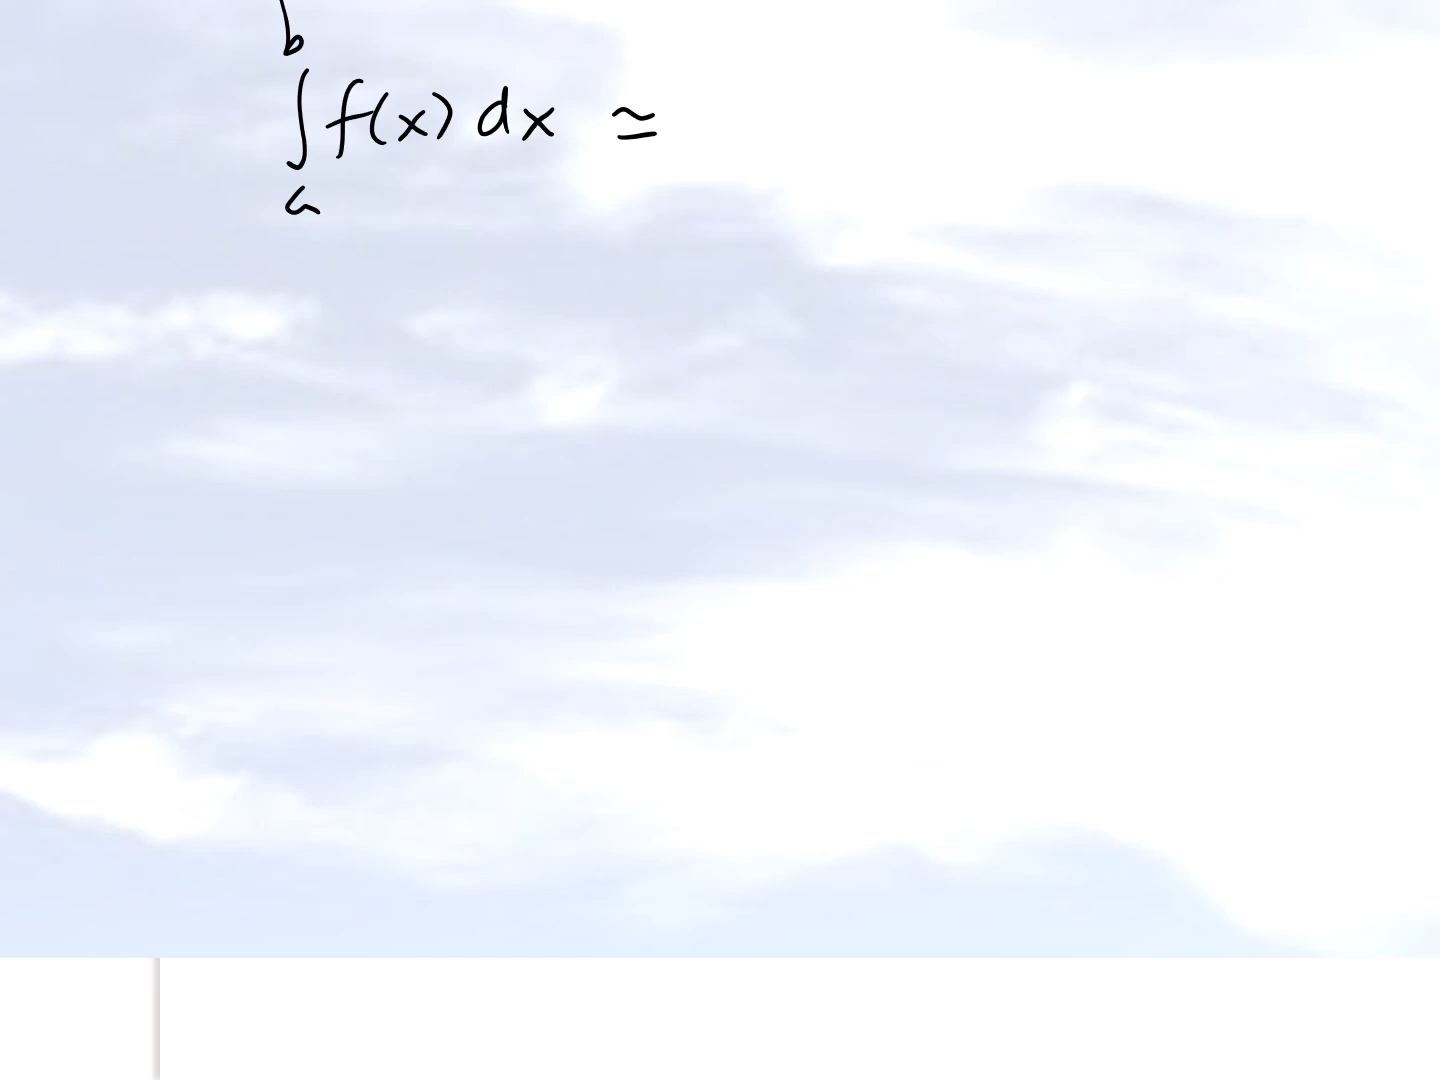 b
∫ f(x) dx ≃
a